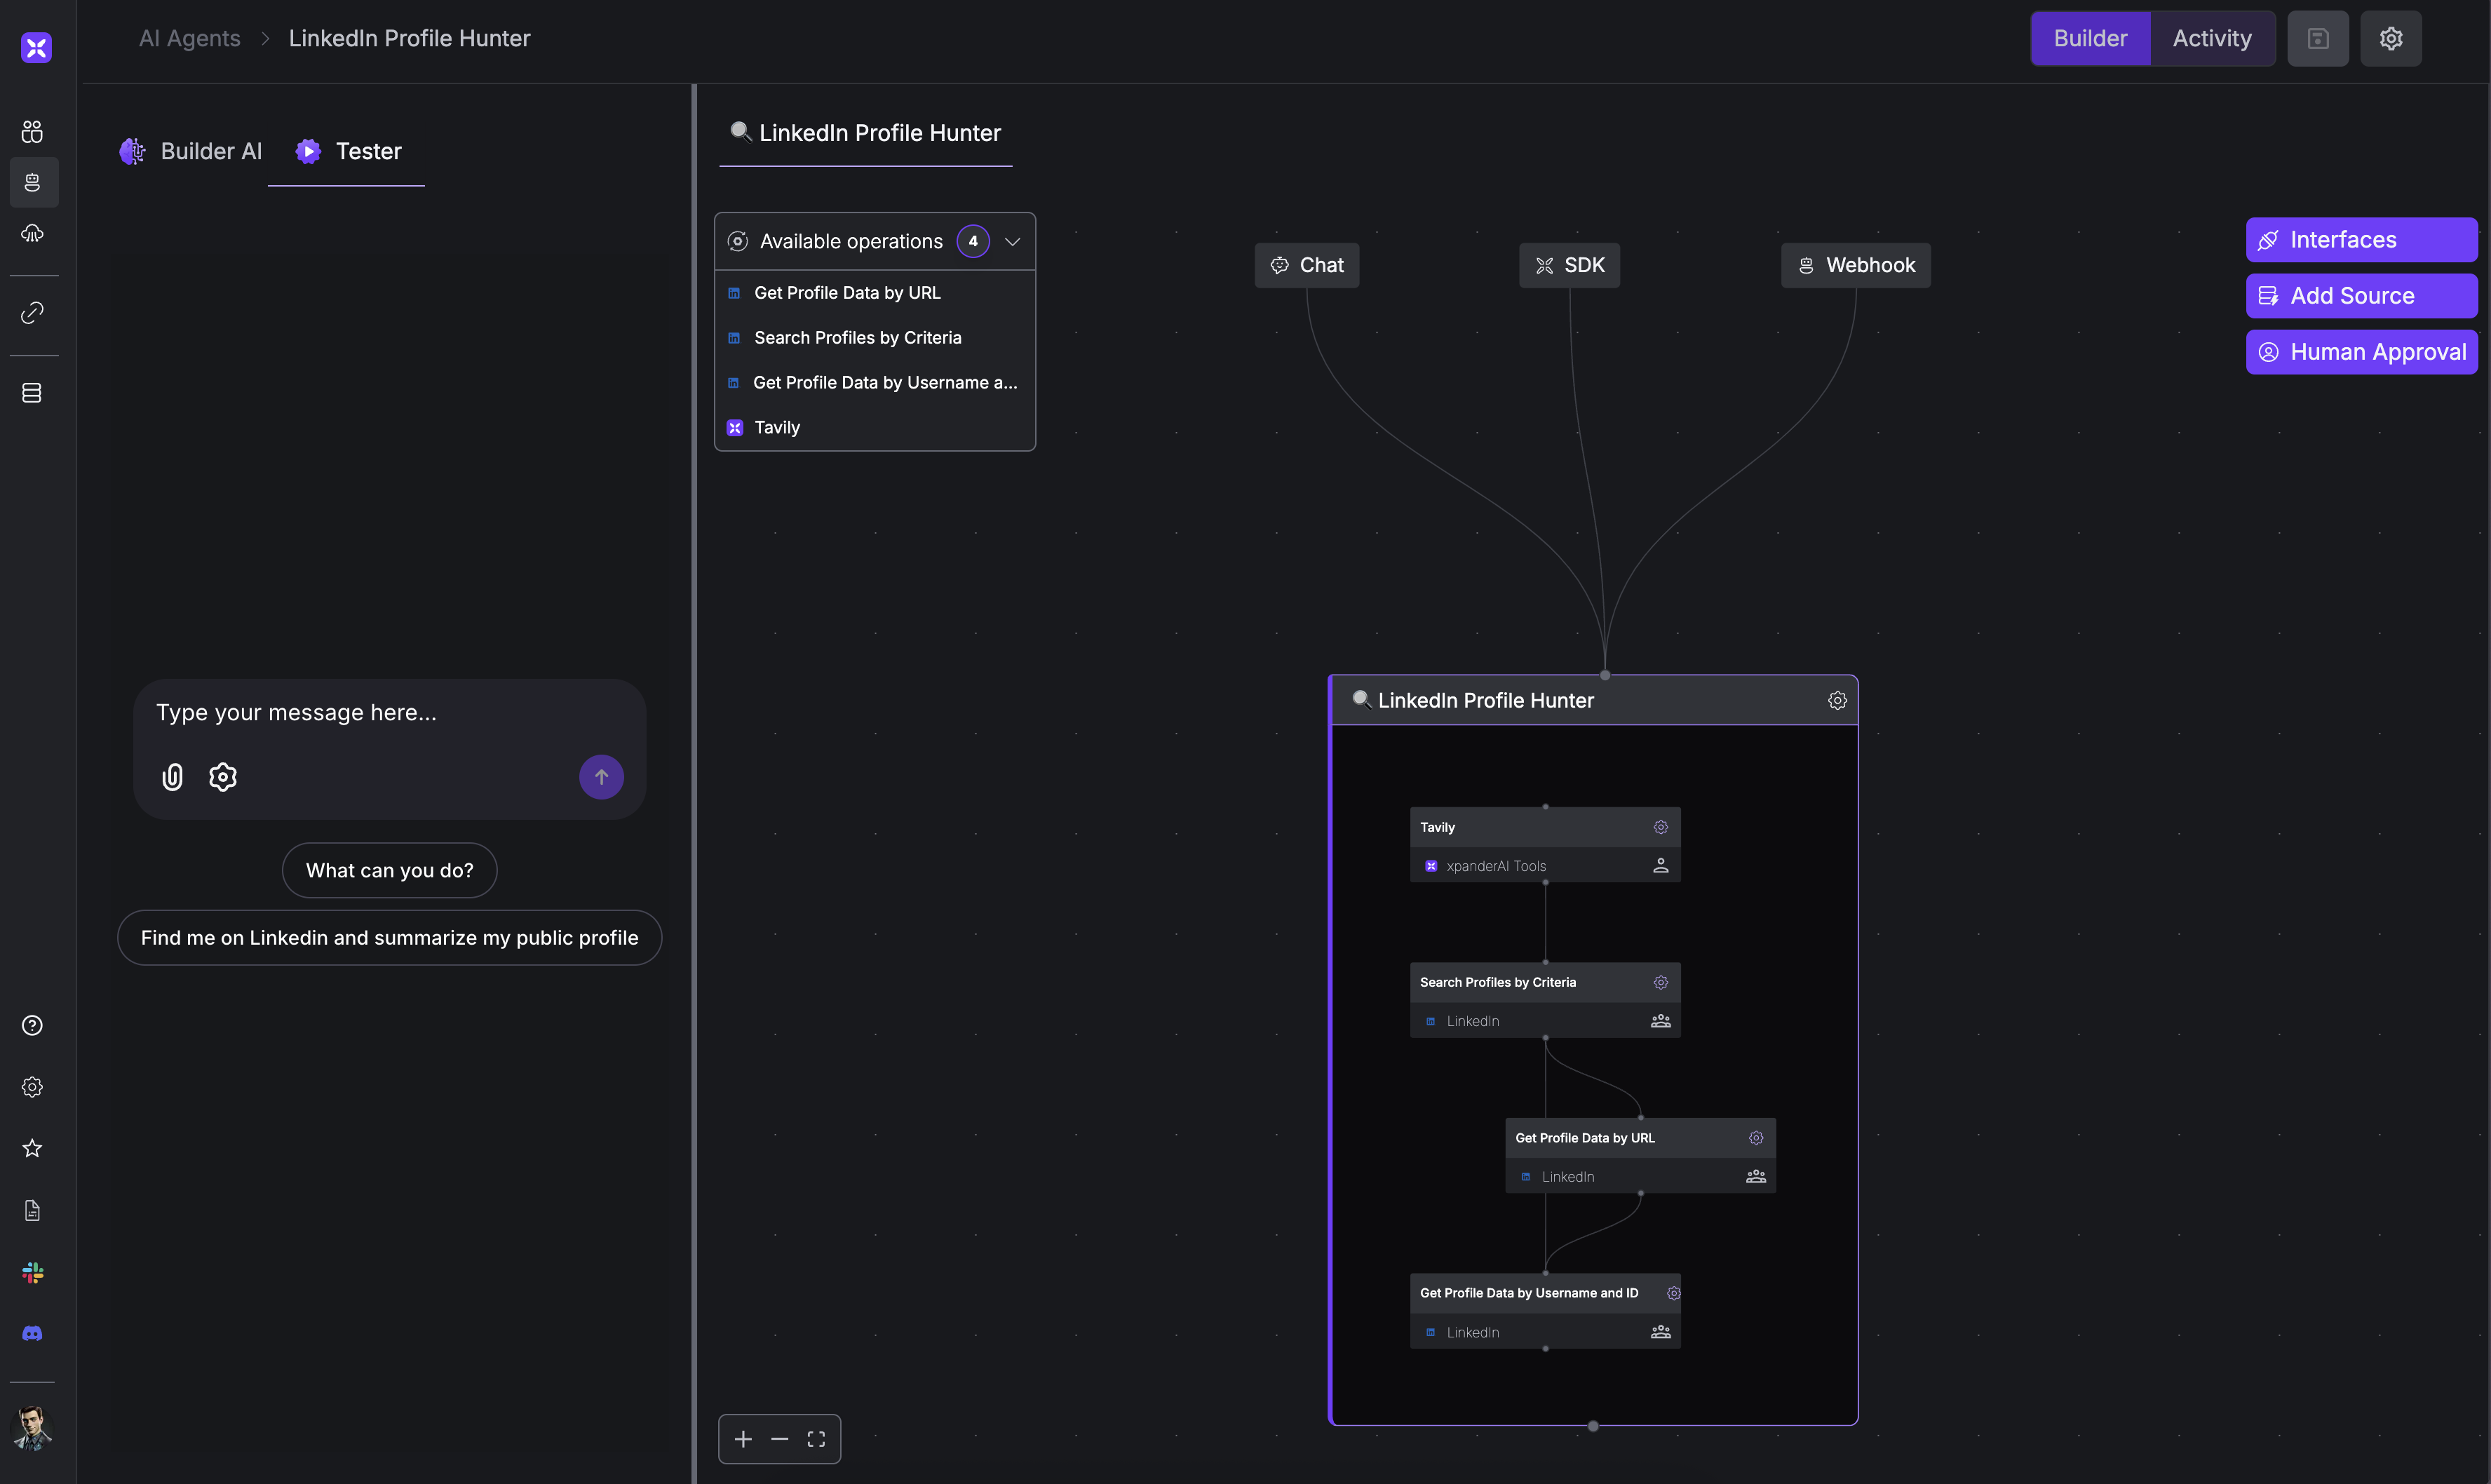 AI Agents > LinkedIn Profile Hunter
Builder
Activity
Builder AI
Tester
Type your message here...
What can you do?
Find me on Linkedin and summarize my public profile
LinkedIn Profile Hunter
Available operations 4
Get Profile Data by URL
Search Profiles by Criteria
Get Profile Data by Username a...
Tavily
Chat
SDK
Webhook
Interfaces
Add Source
Human Approval
LinkedIn Profile Hunter
Tavily
xpanderAI Tools
Search Profiles by Criteria
LinkedIn
Get Profile Data by URL
LinkedIn
Get Profile Data by Username and ID
LinkedIn